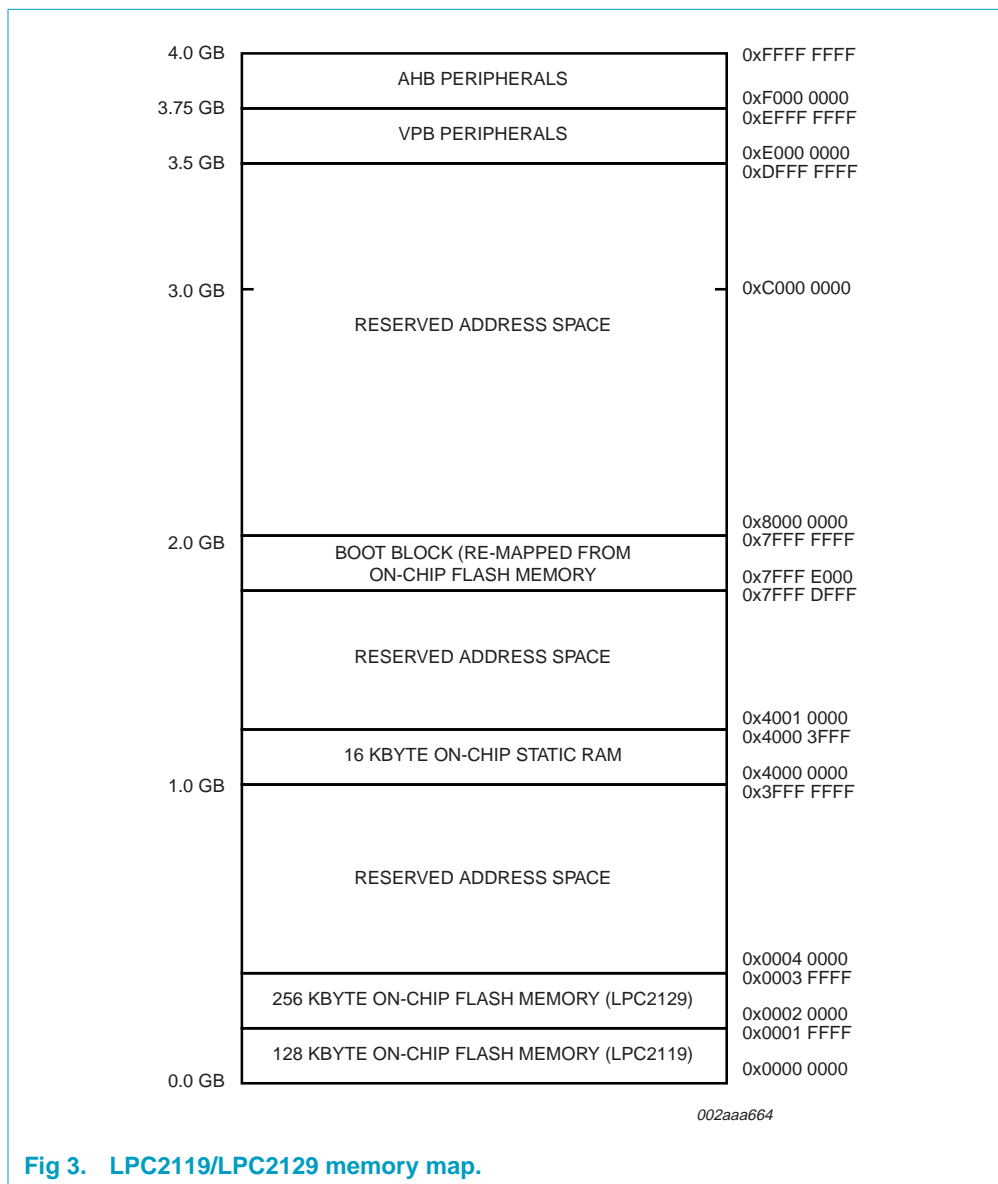 4.0 GB
AHB PERIPHERALS
0xFFFF FFFF
3.75 GB
0xF000 0000
0xEFFF FFFF
VPB PERIPHERALS
3.5 GB
0xE000 0000
0xDFFF FFFF
3.0 GB
0xC000 0000
RESERVED ADDRESS SPACE
2.0 GB
0x8000 0000
0x7FFF FFFF
BOOT BLOCK (RE-MAPPED FROM
ON-CHIP FLASH MEMORY
0x7FFF E000
0x7FFF DFFF
RESERVED ADDRESS SPACE
0x4001 0000
0x4000 3FFF
16 KBYTE ON-CHIP STATIC RAM
1.0 GB
0x4000 0000
0x3FFF FFFF
RESERVED ADDRESS SPACE
0x0004 0000
0x0003 FFFF
256 KBYTE ON-CHIP FLASH MEMORY (LPC2129)
0x0002 0000
0x0001 FFFF
128 KBYTE ON-CHIP FLASH MEMORY (LPC2119)
0x0000 0000
0.0 GB
002aaa664
Fig 3. LPC2119/LPC2129 memory map.